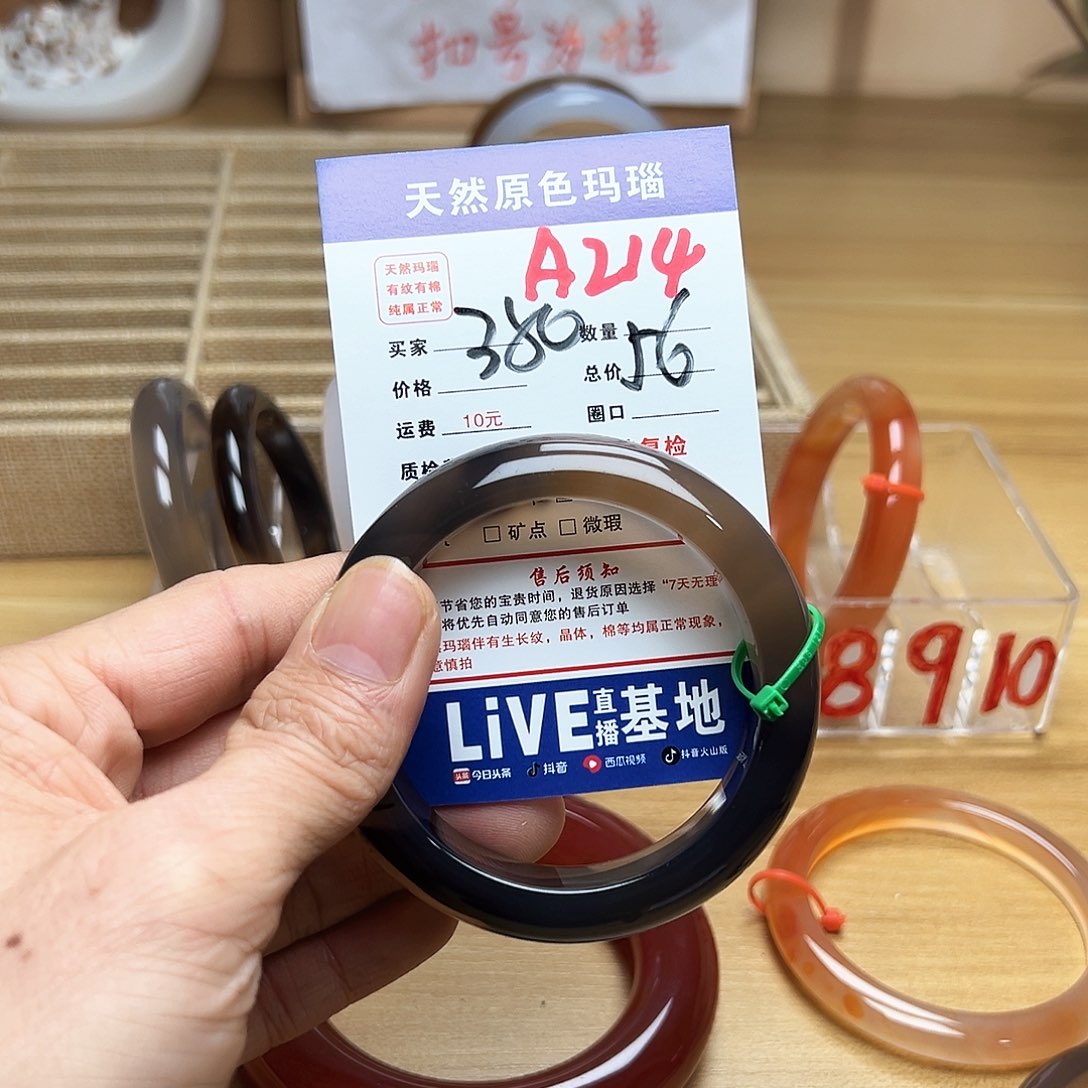 扣号为准
天然原色玛瑙
A214
天然玛瑙
有纹有棉
纯属正常
380
56
买家
数量
价格
总价
运费 10元
圈口
质检
复检
□矿点 □微瑕
售后须知
节省您的宝贵时间，退货原因选择“7天无理
将优先自动同意您的售后订单
玛瑙伴有生长纹，晶体，棉等均属正常现象，
意慎拍
LiVE直播基地
头条 今日头条 抖音 西瓜视频 抖音火山版
8 9 10